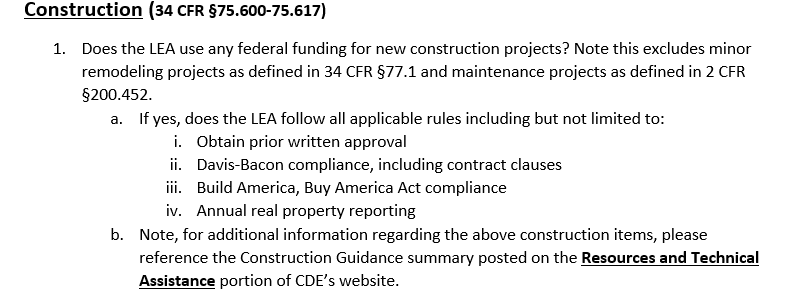 Construction (34 CFR §75.600-75.617)
1. Does the LEA use any federal funding for new construction projects? Note this excludes minor
remodeling projects as defined in 34 CFR §77.1 and maintenance projects as defined in 2 CFR
§200.452.
a. If yes, does the LEA follow all applicable rules including but not limited to:
i. Obtain prior written approval
ii. Davis-Bacon compliance, including contract clauses
iii. Build America, Buy America Act compliance
iv. Annual real property reporting
b. Note, for additional information regarding the above construction items, please
reference the Construction Guidance summary posted on the Resources and Technical
Assistance portion of CDE's website.